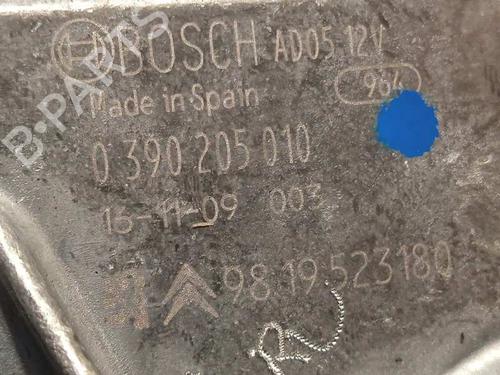 BOSCH AD05 12V
964
Made in Spain
0 390 205 010
16-11-09 003
9819523180
B-PARTS